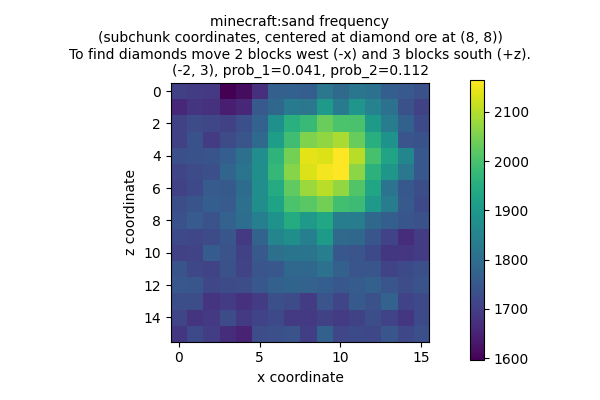 minecraft:sand frequency
(subchunk coordinates, centered at diamond ore at (8, 8))
To find diamonds move 2 blocks west (-x) and 3 blocks south (+z).
(-2, 3), prob_1=0.041, prob_2=0.112
0
2
4
6
8
10
12
14
z coordinate
0 5 10 15
x coordinate
2100
2000
1900
1800
1700
1600